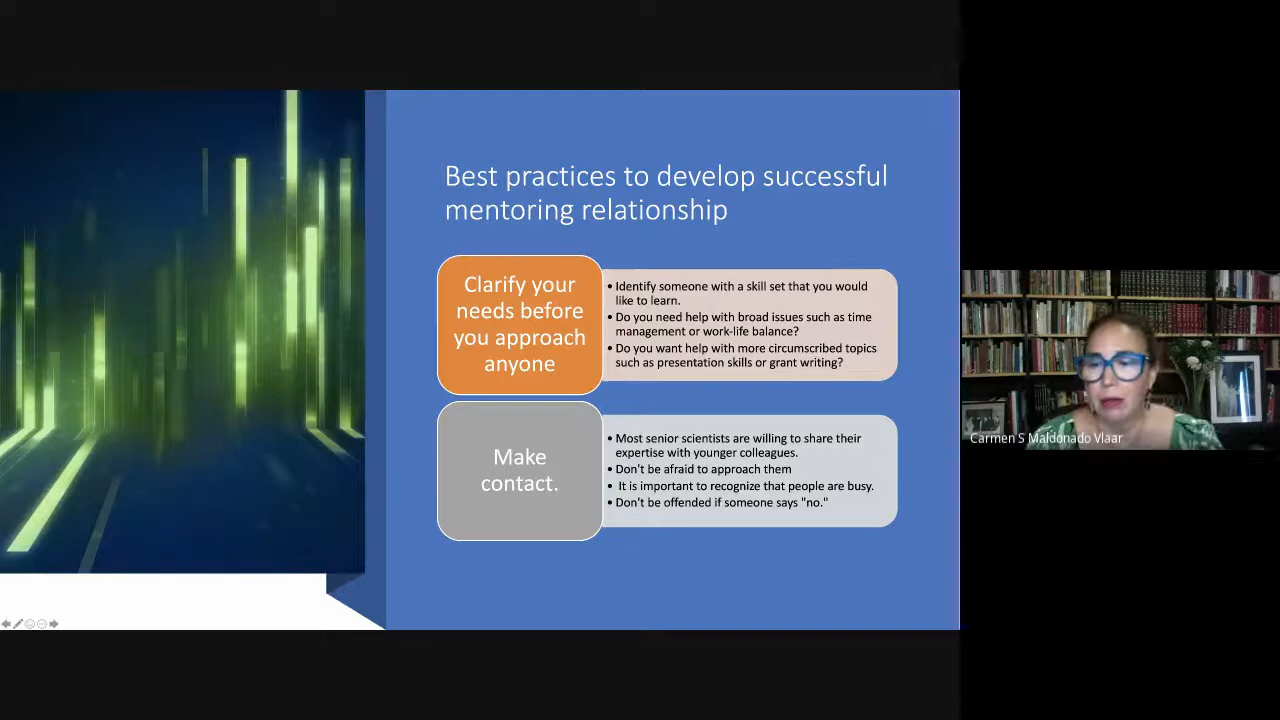 Best practices to develop successful
mentoring relationship
Clarify your
needs before
you approach
anyone
• Identify someone with a skill set that you would
like to learn.
• Do you need help with broad issues such as time
management or work-life balance?
• Do you want help with more circumscribed topics
such as presentation skills or grant writing?
Make
contact.
• Most senior scientists are willing to share their
expertise with younger colleagues.
• Don't be afraid to approach them
• It is important to recognize that people are busy.
• Don't be offended if someone says "no."
Carmen S Maldonado Vlaar